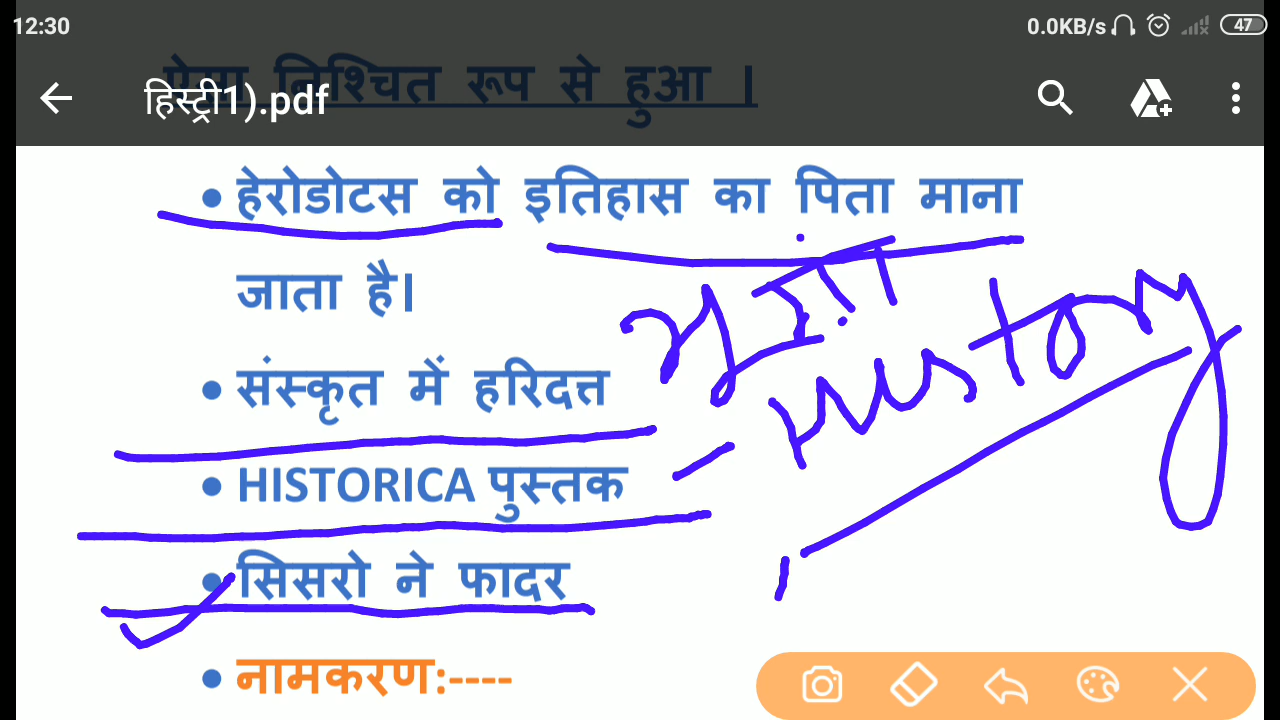 12:30 0.0KB/s 47
ऐसा निश्चित रूप से हुआ |
हिस्ट्री1).pdf
• हेरोडोटस को इतिहास का पिता माना
जाता है।
• संस्कृत में हरिदत्त
• HISTORICA पुस्तक
• सिसरो ने फादर
• नामकरण:----
History